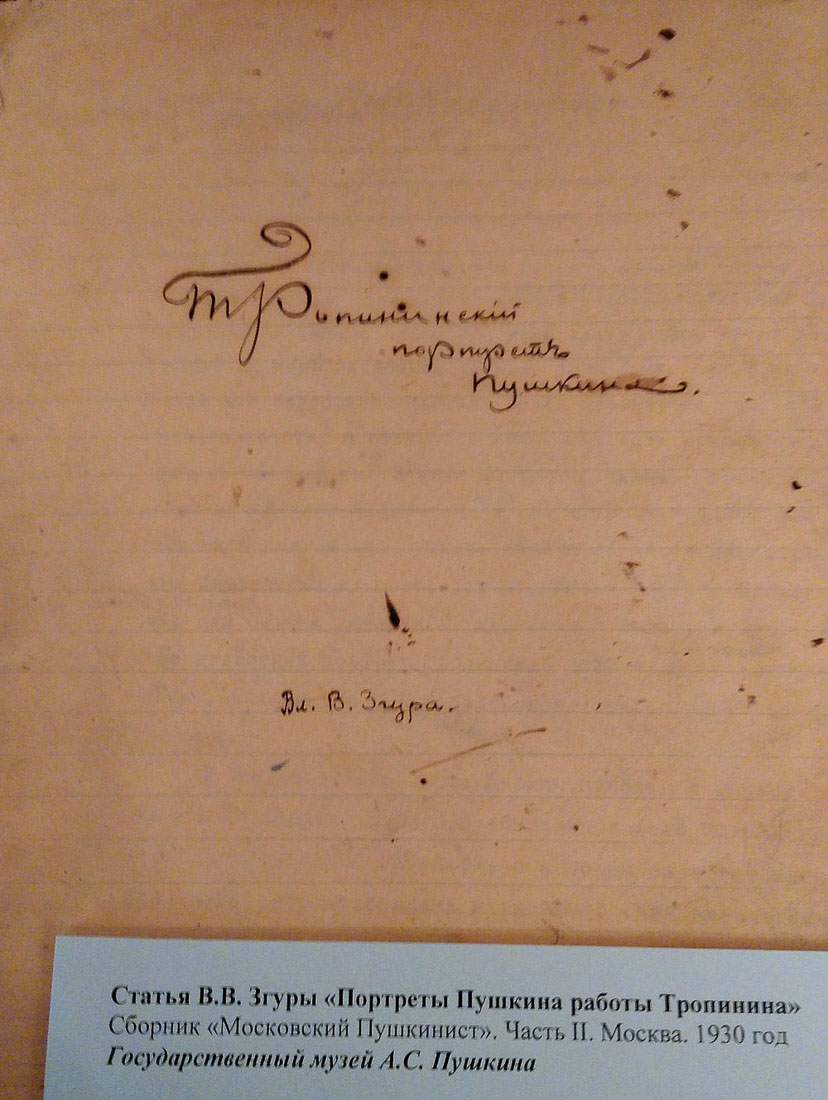 Тропининскій
портретъ
Пушкина.
Вл. В. Згура.
Статья В.В. Згуры «Портреты Пушкина работы Тропинина»
Сборник «Московский Пушкинист». Часть II. Москва. 1930 год
Государственный музей А.С. Пушкина